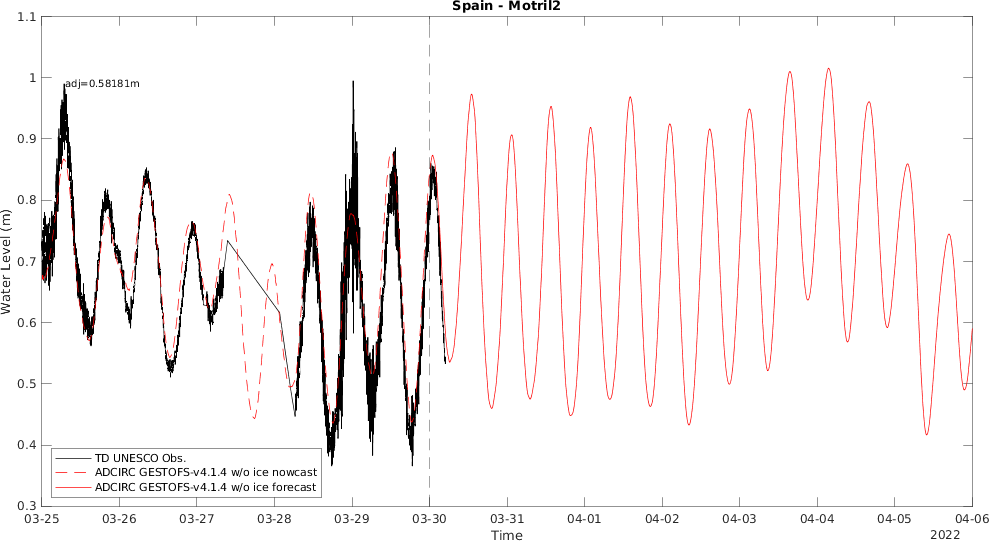 Spain - Motril2
1.1
1
0.9
0.8
0.7
0.6
0.5
0.4
0.3
Water Level (m)
adj=0.58181m
TD UNESCO Obs.
ADCIRC GESTOFS-v4.1.4 w/o ice nowcast
ADCIRC GESTOFS-v4.1.4 w/o ice forecast
03-25 03-26 03-27 03-28 03-29 03-30 03-31 04-01 04-02 04-03 04-04 04-05 04-06
Time
2022